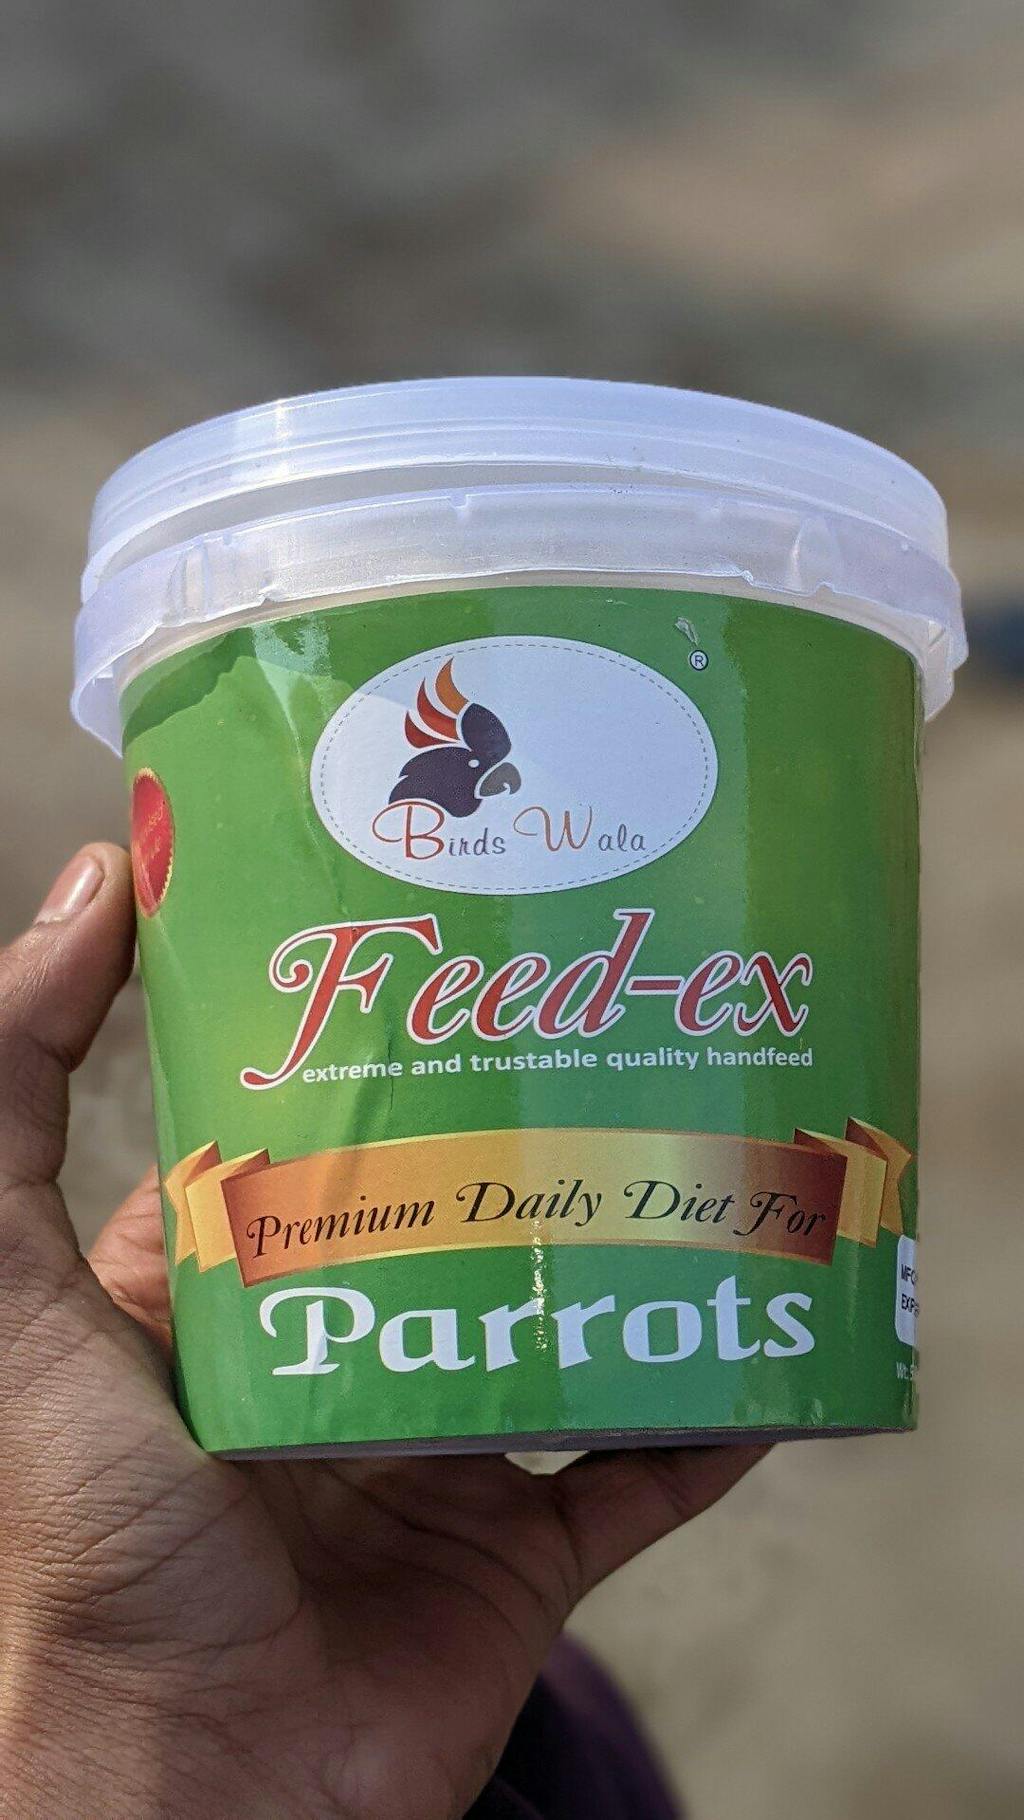 ®
Birds Wala
Feed-ex
extreme and trustable quality handfeed
Premium Daily Diet For
Parrots